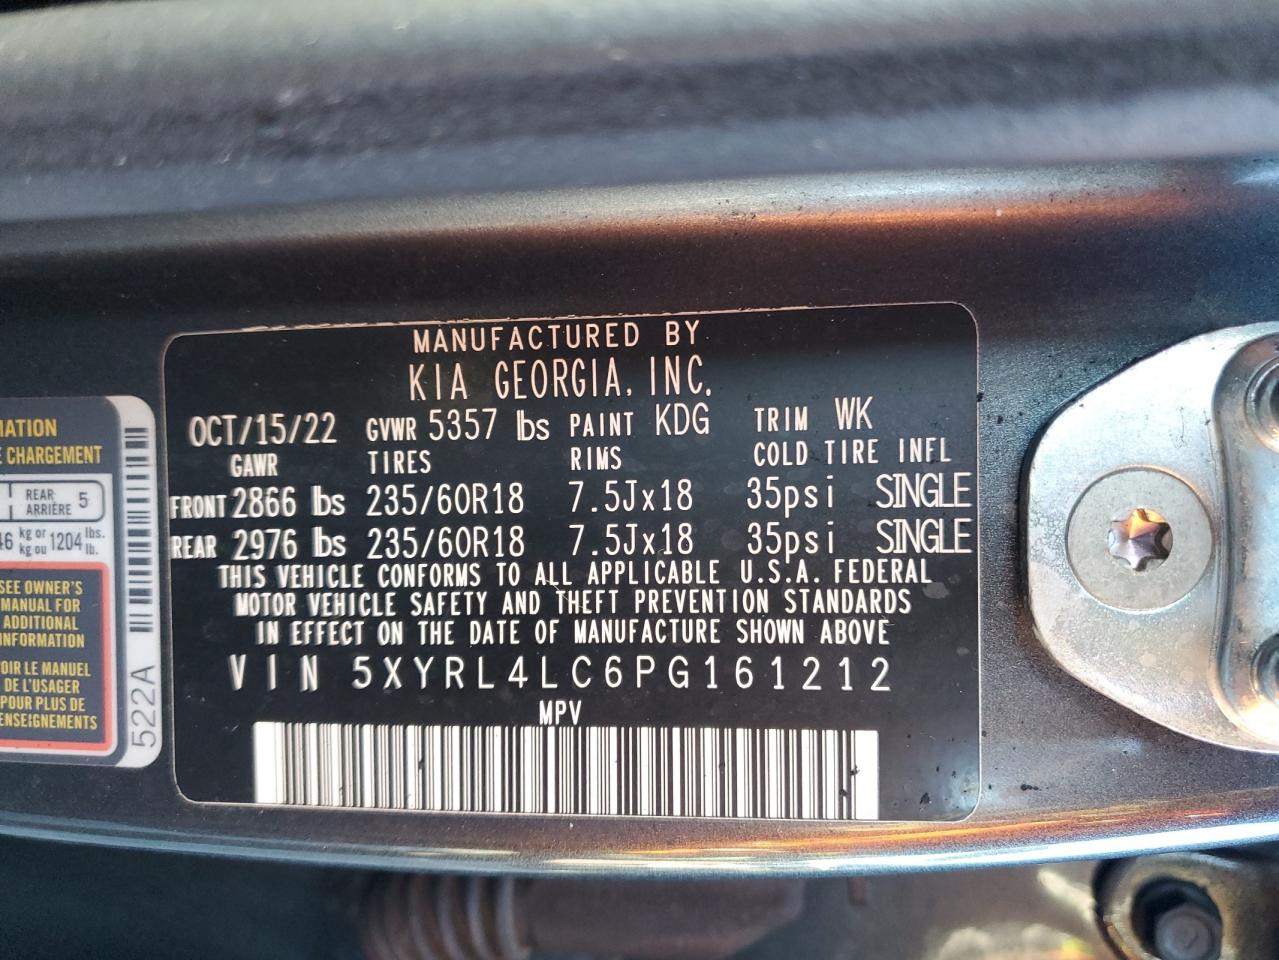 MANUFACTURED BY
KIA GEORGIA, INC.
OCT/15/22 GVWR 5357 lbs PAINT KDG TRIM WK
GAWR TIRES RIMS COLD TIRE INFL
FRONT 2866 lbs 235/60R18 7.5Jx18 35psi SINGLE
REAR 2976 lbs 235/60R18 7.5Jx18 35psi SINGLE
THIS VEHICLE CONFORMS TO ALL APPLICABLE U.S.A. FEDERAL
MOTOR VEHICLE SAFETY AND THEFT PREVENTION STANDARDS
IN EFFECT ON THE DATE OF MANUFACTURE SHOWN ABOVE
VIN 5XYRL4LC6PG161212
MPV
CHARGEMENT
REAR 5
ARRIÈRE
kg or 1204 lbs.
kg ou lb.
SEE OWNER'S
MANUAL FOR
ADDITIONAL
INFORMATION
LE MANUEL
DE L'USAGER
POUR PLUS DE
522A